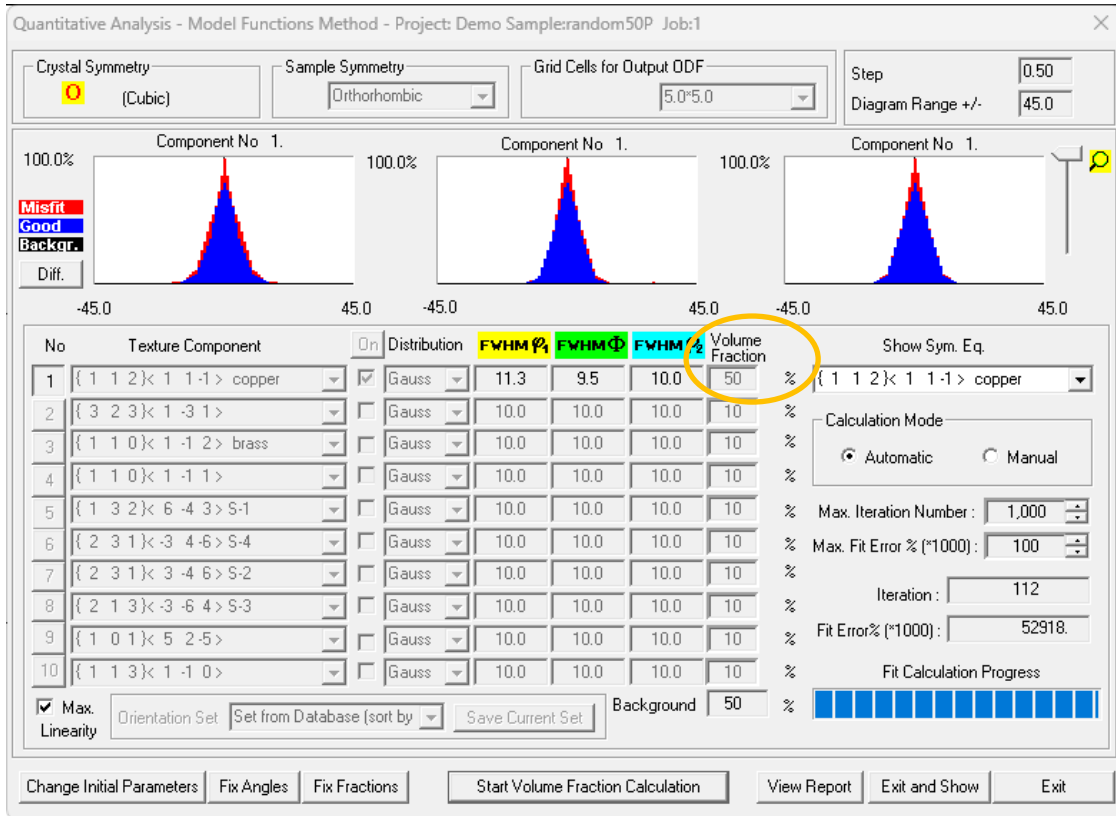 Quantitative Analysis - Model Functions Method - Project: Demo Sample:random50P Job:1
Crystal Symmetry Sample Symmetry Grid Cells for Output ODF
O (Cubic) Orthorhombic 5.0*5.0
Step 0.50
Diagram Range +/- 45.0
Component No 1. Component No 1. Component No 1.
100.0% 100.0% 100.0%
Misfit
Good
Backgr.
Diff.
-45.0 45.0 -45.0 45.0 -45.0 45.0
No Texture Component On Distribution FWHM φ1 FWHM Φ FWHM φ2 Volume Fraction Show Sym. Eq.
1 { 1 1 2}< 1 1 -1 > copper Gauss 11.3 9.5 10.0 50 % { 1 1 2}< 1 1 -1 > copper
2 { 3 2 3}< 1 -3 1 > Gauss 10.0 10.0 10.0 10 %
3 { 1 1 0}< 1 -1 2 > brass Gauss 10.0 10.0 10.0 10 %
4 { 1 1 0}< 1 -1 1 > Gauss 10.0 10.0 10.0 10 %
5 { 1 3 2}< 6 -4 3 > S-1 Gauss 10.0 10.0 10.0 10 %
6 { 2 3 1}< -3 4 -6 > S-4 Gauss 10.0 10.0 10.0 10 %
7 { 2 3 1}< 3 -4 6 > S-2 Gauss 10.0 10.0 10.0 10 %
8 { 2 1 3}< -3 -6 4 > S-3 Gauss 10.0 10.0 10.0 10 %
9 { 1 0 1}< 5 2 -5 > Gauss 10.0 10.0 10.0 10 %
10 { 1 1 3}< 1 -1 0 > Gauss 10.0 10.0 10.0 10 %
Calculation Mode
Automatic Manual
Max. Iteration Number : 1,000
Max. Fit Error % (*1000) : 100
Iteration : 112
Fit Error% (*1000) : 52918.
Fit Calculation Progress
Max. Linearity Orientation Set Set from Database (sort by Save Current Set Background 50 %
Change Initial Parameters Fix Angles Fix Fractions Start Volume Fraction Calculation View Report Exit and Show Exit